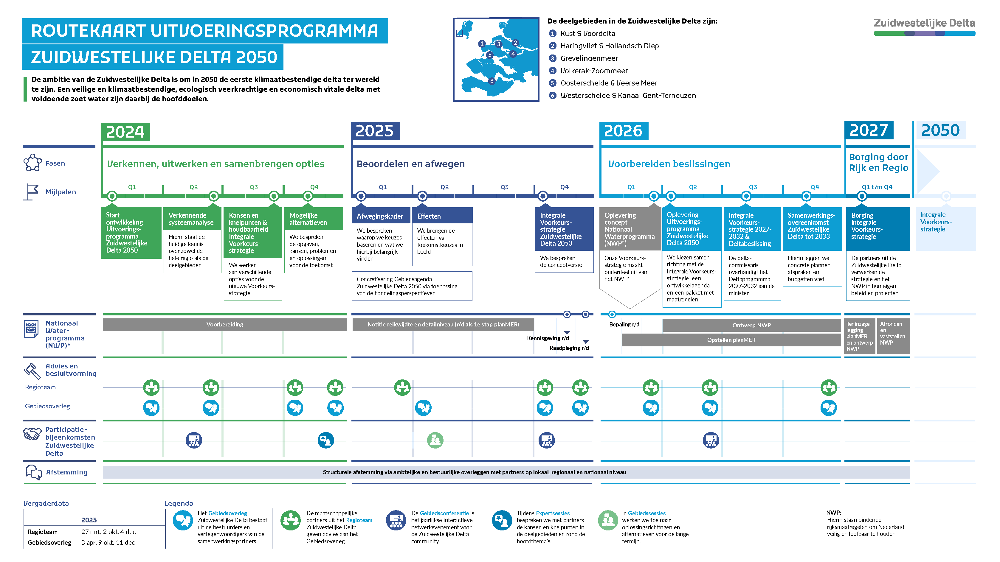 ROUTEKAART UITVOERINGSPROGRAMMA
ZUIDWESTELIJKE DELTA 2050
De ambitie van de Zuidwestelijke Delta is om in 2050 de eerste klimaatbestendige delta ter wereld
te zijn. Een veilige en klimaatbestendige, ecologisch veerkrachtige en economisch vitale delta met
voldoende zoet water zijn daarbij de hoofddoelen.
1
3
2
5
4
6
De deelgebieden in de Zuidwestelijke Delta zijn:
1 Kust & Voordelta
2 Haringvliet & Hollandsch Diep
3 Grevelingenmeer
4 Volkerak-Zoommeer
5 Oosterschelde & Veerse Meer
6 Westerschelde & Kanaal Gent-Terneuzen
Zuidwestelijke Delta
2024
2025
2026
2027
2050
Fasen
Verkennen, uitwerken en samenbrengen opties
Beoordelen en afwegen
Voorbereiden beslissingen
Borging door
Rijk en Regio
Mijlpalen
Q1 Q2 Q3 Q4
Q1 Q2 Q3 Q4
Q1 Q2 Q3 Q4
Q1 t/m Q4
Start
ontwikkeling
Uitvoerings-
programma
Zuidwestelijke
Delta 2050
Verkennende
systeemanalyse
Hierin staat de
huidige kennis
over zowel de
hele regio als de
deelgebieden
Kansen en
knelpunten &
houdbaarheid
Integrale
Voorkeurs-
strategie
We werken
aan verschillende
opties voor de
nieuwe Voorkeurs-
strategie
Mogelijke
alternatieven
We bespreken
de opgaven,
kansen, problemen
en oplossingen
voor de toekomst
Afwegingskader
We bespreken
waarop we keuzes
baseren en wat we
hierbij belangrijk
vinden
Effecten
We brengen de
effecten van
toekomstkeuzes in
beeld
Concretisering Gebiedsagenda
Zuidwestelijke Delta 2050 via toepassing
van de handelingsperspectieven
Integrale
Voorkeurs-
strategie
Zuidwestelijke
Delta 2050
We bespreken
de conceptversie
Oplevering
concept
Nationaal
Waterprogramma
(NWP*)
Onze Voorkeurs-
strategie maakt
onderdeel uit van
het NWP*
Oplevering
Uitvoerings-
programma
Zuidwestelijke
Delta 2050
We kiezen samen
richting met de
Integrale Voorkeurs-
strategie, een
ontwikkelagenda
en een pakket met
maatregelen
Integrale
Voorkeurs-
strategie 2027-
2032 &
Deltabeslissing
De delta-
commissaris
overhandigt het
Deltaprogramma
2027-2032 aan de
minister
Samenwerkings-
overeenkomst
Zuidwestelijke
Delta tot 2033
Hierin leggen we
concrete plannen,
afspraken en
budgetten vast
Borging
Integrale
Voorkeurs-
strategie
De partners uit de
Zuidwestelijke Delta
verwerken de
strategie en het
NWP in hun eigen
beleid en projecten
Integrale
Voorkeurs-
strategie
Nationaal
Water-
programma
(NWP)*
Voorbereiding
Notitie reikwijdte en detailniveau (r/d als 1e stap planMER)
Kennisgeving r/d
Raadpleging r/d
Bepaling r/d
Ontwerp NWP
Opstellen planMER
Ter inzage-
legging
planMER
en ontwerp
NWP
Afronden
en
vaststellen
NWP
Advies en
besluitvorming
Regioteam
Gebiedsoverleg
Participatie-
bijeenkomsten
Zuidwestelijke
Delta
Afstemming
Structurele afstemming via ambtelijke en bestuurlijke overleggen met partners op lokaal, regionaal en nationaal niveau
Vergaderdata
2025
Regioteam 27 mrt, 2 okt, 4 dec
Gebiedsoverleg 3 apr, 9 okt, 11 dec
Legenda
Het Gebiedsoverleg
Zuidwestelijke Delta bestaat
uit de bestuurders en
vertegenwoordigers van de
samenwerkingspartners.
De maatschappelijke
partners uit het Regioteam
Zuidwestelijke Delta
geven advies aan het
Gebiedsoverleg.
De Gebiedsconferentie is
het jaarlijkse interactieve
netwerkevenement voor
de Zuidwestelijke Delta
community.
Tijdens Expertsessies
bespreken we met partners
de kansen en knelpunten in
de deelgebieden en rond de
hoofdthema's.
In Gebiedssessies
werken we toe naar
oplossingsrichtingen en
alternatieven voor de lange
termijn.
*NWP:
Hierin staan bindende
rijksmaatregelen om Nederland
veilig en leefbaar te houden